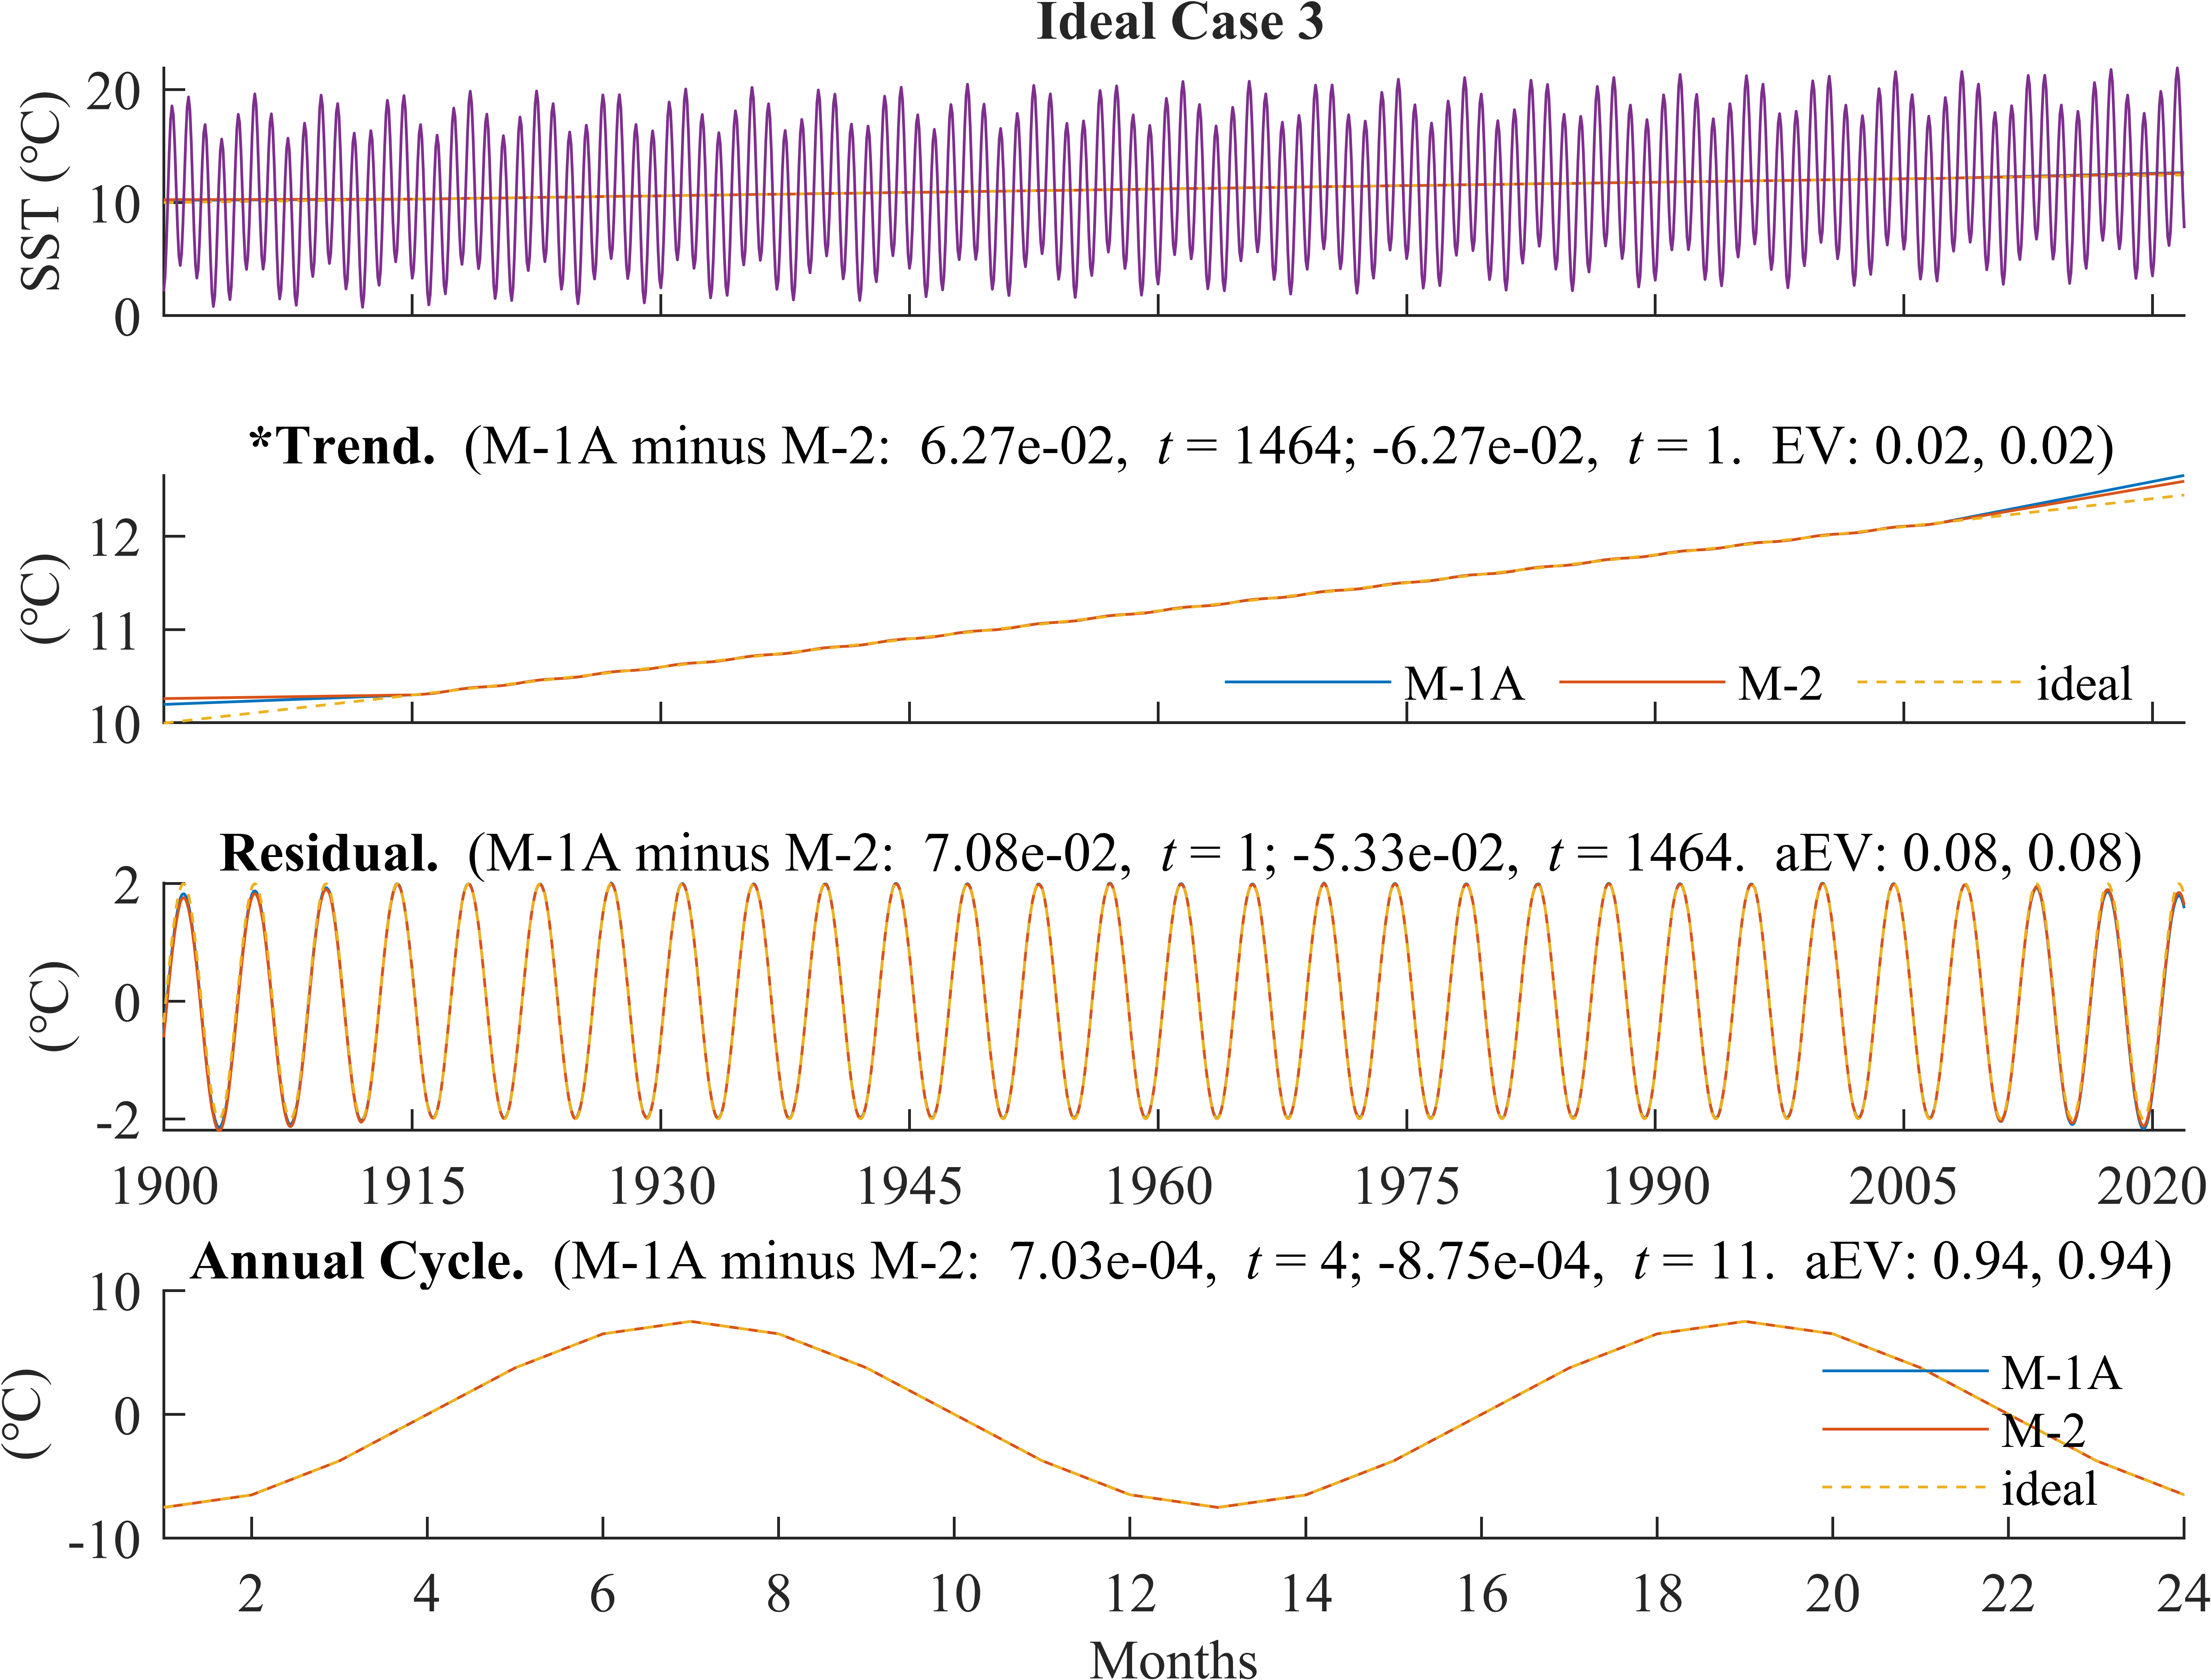 Ideal Case 3
SST (°C)
20
10
0
*Trend. (M-1A minus M-2: 6.27e-02, t = 1464; -6.27e-02, t = 1. EV: 0.02, 0.02)
(°C)
12
11
10
M-1A M-2 ideal
Residual. (M-1A minus M-2: 7.08e-02, t = 1; -5.33e-02, t = 1464. aEV: 0.08, 0.08)
(°C)
2
0
-2
1900 1915 1930 1945 1960 1975 1990 2005 2020
Annual Cycle. (M-1A minus M-2: 7.03e-04, t = 4; -8.75e-04, t = 11. aEV: 0.94, 0.94)
(°C)
10
0
-10
M-1A
M-2
ideal
2 4 6 8 10 12 14 16 18 20 22 24
Months